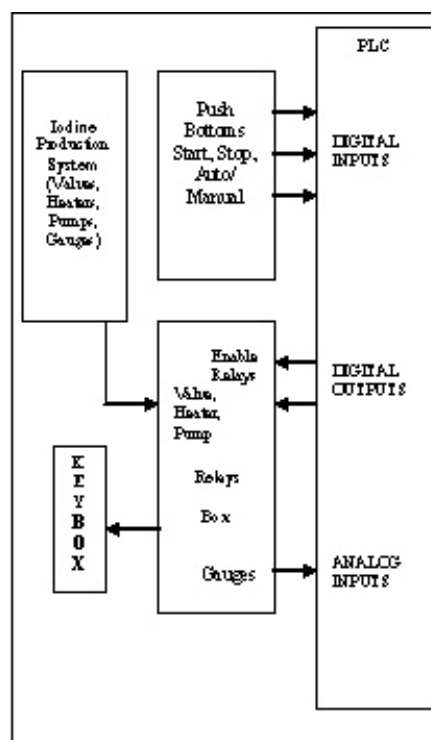 Iodine
Production
System
(Values,
Heaters,
Pumps,
Gauges)
Push
Bottoms
Start, Stop,
Auto/
Manual
PLC
DIGITAL
INPUTS
Enable
Relays
Valve,
Heater,
Pump
Relays
Box
Gauges
DIGITAL
OUTPUTS
ANALOG
INPUTS
K
E
Y
B
O
X